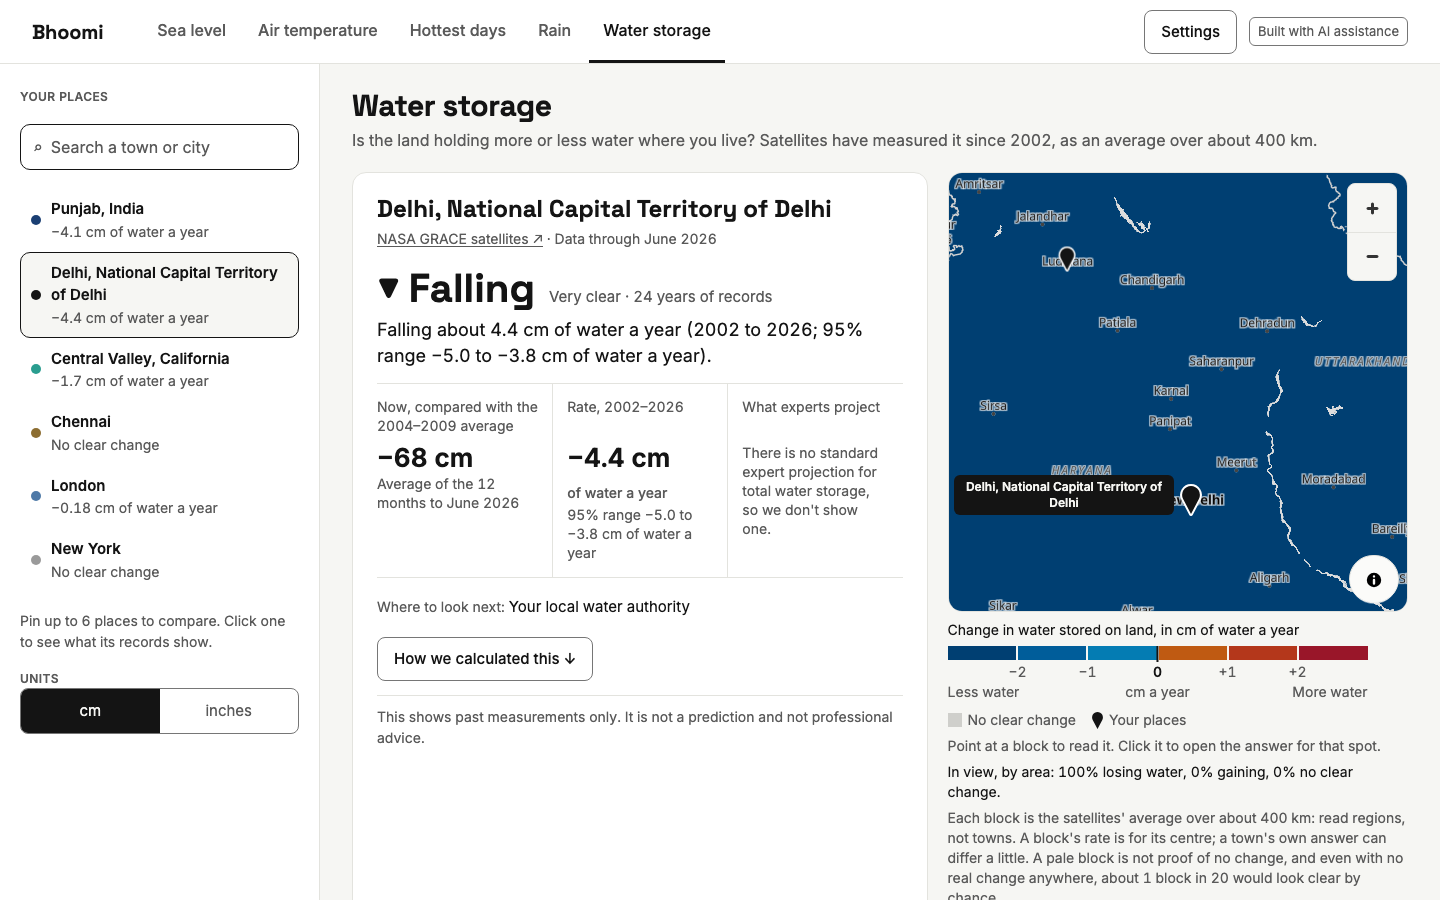 Bhoomi
Sea level
Air temperature
Hottest days
Rain
Water storage
Settings
Built with AI assistance
YOUR PLACES
Search a town or city
Punjab, India
−4.1 cm of water a year
Delhi, National Capital Territory
of Delhi
−4.4 cm of water a year
Central Valley, California
−1.7 cm of water a year
Chennai
No clear change
London
−0.18 cm of water a year
New York
No clear change
Pin up to 6 places to compare. Click one
to see what its records show.
UNITS
cm
inches
Water storage
Is the land holding more or less water where you live? Satellites have measured it since 2002, as an average over about 400 km.
Delhi, National Capital Territory of Delhi
NASA GRACE satellites ↗ · Data through June 2026
▼ Falling Very clear · 24 years of records
Falling about 4.4 cm of water a year (2002 to 2026; 95%
range −5.0 to −3.8 cm of water a year).
Now, compared with the
2004–2009 average
−68 cm
Average of the 12
months to June 2026
Rate, 2002–2026
−4.4 cm
of water a year
95% range −5.0 to
−3.8 cm of water a
year
What experts project
There is no standard
expert projection for
total water storage,
so we don't show
one.
Where to look next: Your local water authority
How we calculated this ↓
This shows past measurements only. It is not a prediction and not professional
advice.
Amritsar
Jalandhar
Chandigarh
Patiala
Dehradun
Saharanpur
UTTARAKHAND
Karnal
Sirsa
Panipat
Meerut
HARYANA
Moradabad
Delhi, National Capital Territory of
Delhi
elhi
Bareil
Aligarh
Sikar
Alwar
+
−
Change in water stored on land, in cm of water a year
−2 −1 0 +1 +2
Less water cm a year More water
No clear change Your places
Point at a block to read it. Click it to open the answer for that spot.
In view, by area: 100% losing water, 0% gaining, 0% no clear
change.
Each block is the satellites' average over about 400 km: read regions,
not towns. A block's rate is for its centre; a town's own answer can
differ a little. A pale block is not proof of no change, and even with no
real change anywhere, about 1 block in 20 would look clear by
chance.